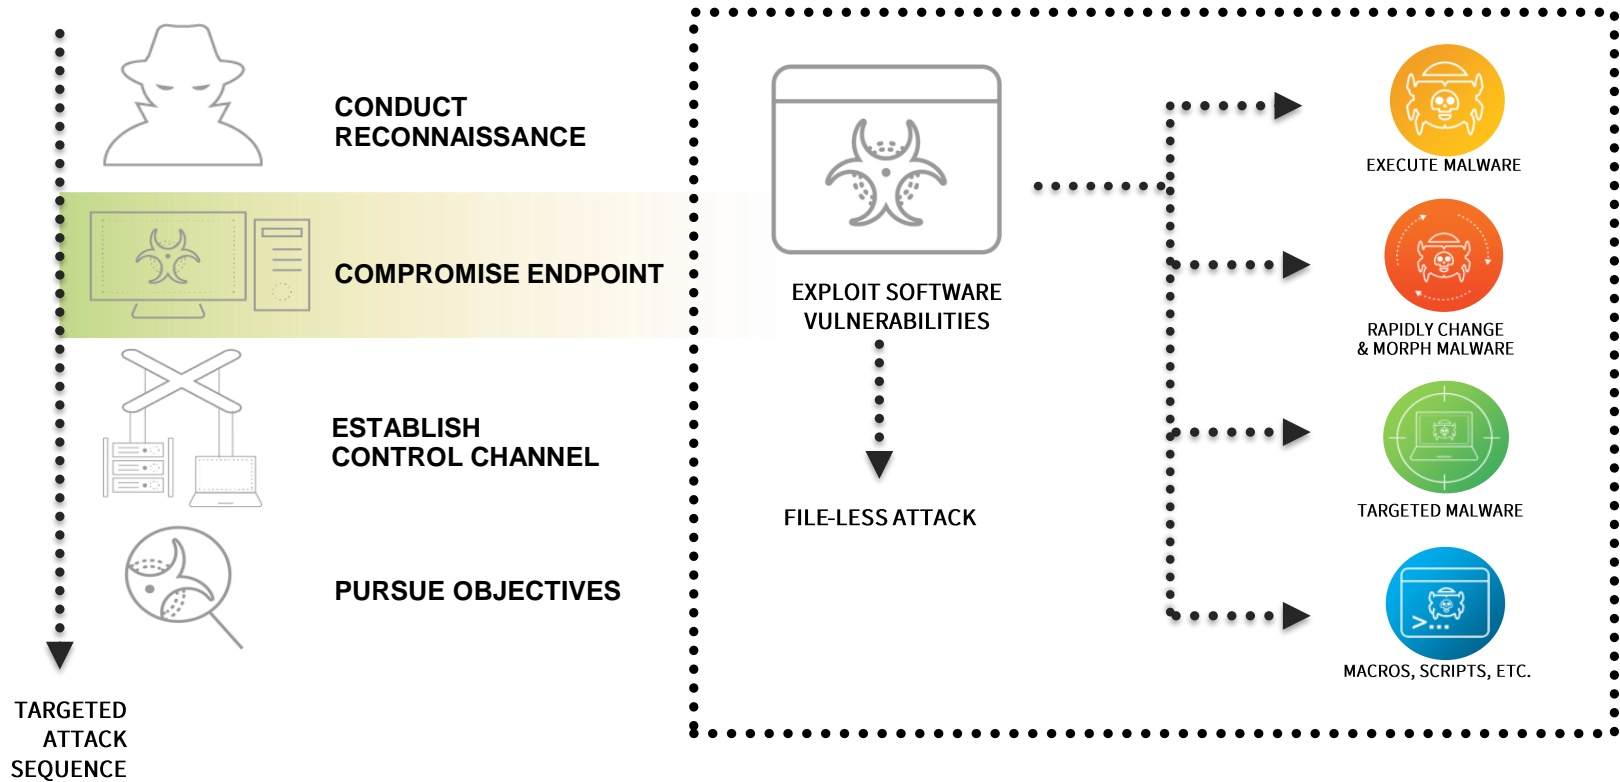 CONDUCT
RECONNAISSANCE
COMPROMISE ENDPOINT
ESTABLISH
CONTROL CHANNEL
PURSUE OBJECTIVES
TARGETED
ATTACK
SEQUENCE
EXPLOIT SOFTWARE
VULNERABILITIES
FILE-LESS ATTACK
EXECUTE MALWARE
RAPIDLY CHANGE
& MORPH MALWARE
TARGETED MALWARE
>...
MACROS, SCRIPTS, ETC.